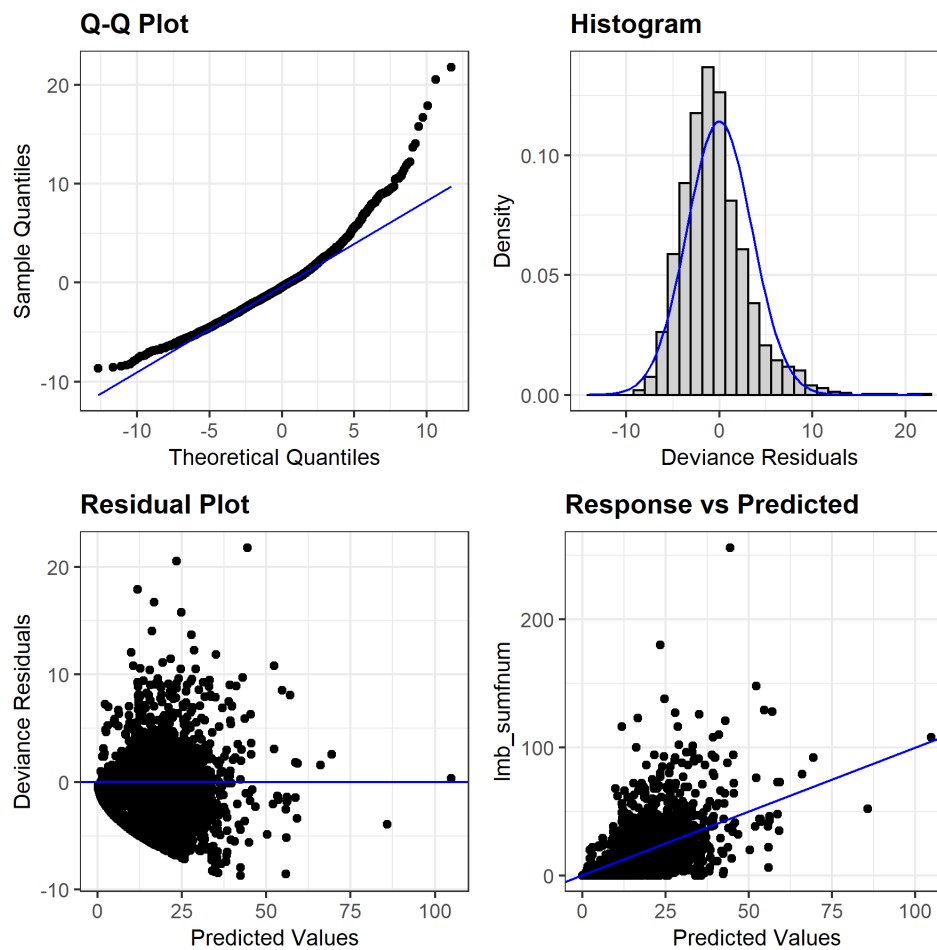 Q-Q Plot
Sample Quantiles
20
10
0
-10
-10
-5
0
5
10
Theoretical Quantiles
Histogram
Density
0.10
0.05
0.00
-10
0
10
20
Deviance Residuals
Residual Plot
Deviance Residuals
20
10
0
-10
0
25
50
75
100
Predicted Values
Response vs Predicted
lmb_sumfnum
200
100
0
0
25
50
75
100
Predicted Values